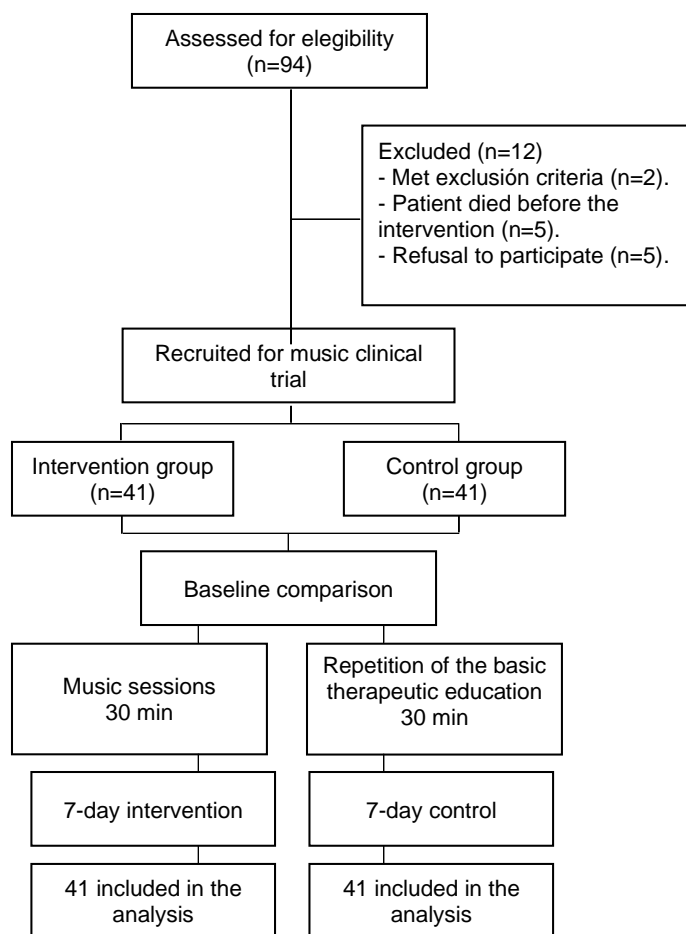 Assessed for elegibility
(n=94)
Excluded (n=12)
- Met exclusión criteria (n=2).
- Patient died before the
intervention (n=5).
- Refusal to participate (n=5).
Recruited for music clinical
trial
Intervention group
(n=41)
Control group
(n=41)
Baseline comparison
Music sessions
30 min
Repetition of the basic
therapeutic education
30 min
7-day intervention
7-day control
41 included in the
analysis
41 included in the
analysis